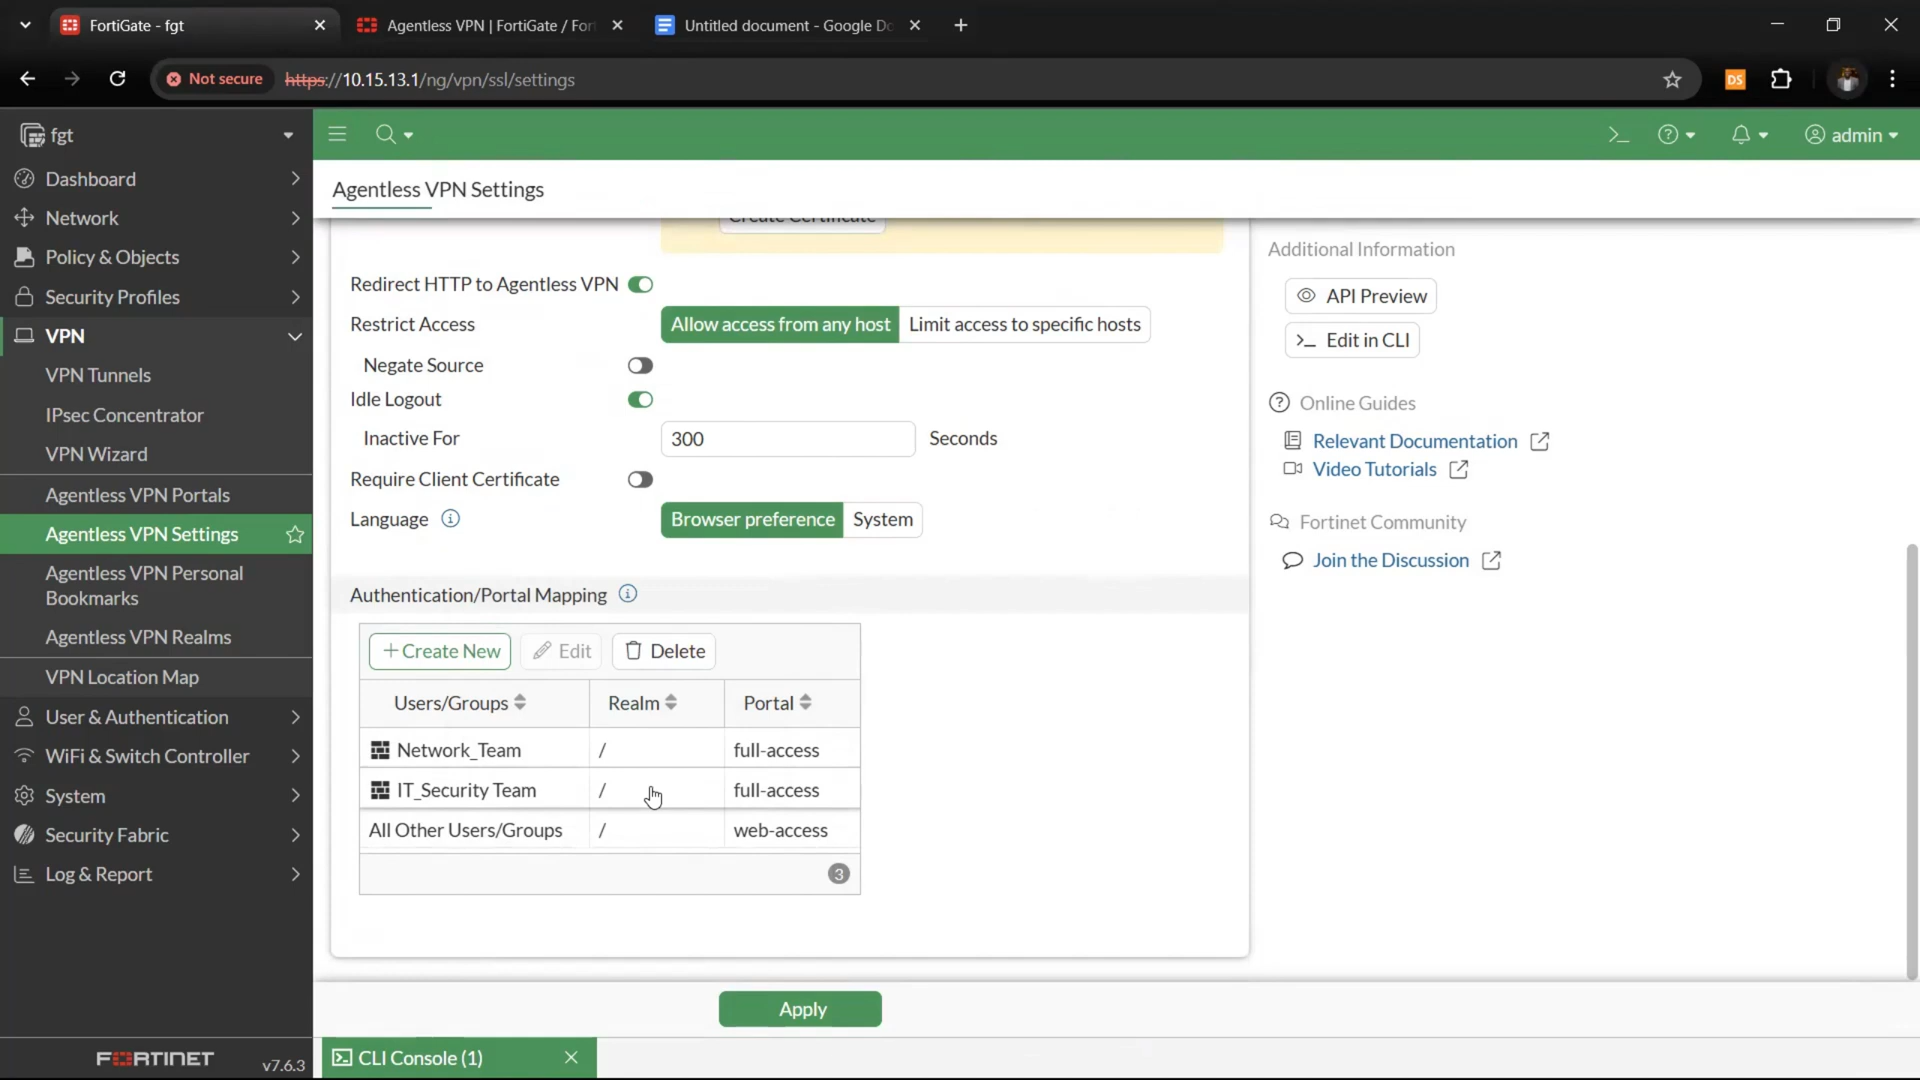 FortiGate - fgt
Agentless VPN | FortiGate / For
Untitled document - Google Do
Not secure
https://10.15.13.1/ng/vpn/ssl/settings
DS
fgt
admin
Dashboard
Network
Policy & Objects
Security Profiles
VPN
VPN Tunnels
IPsec Concentrator
VPN Wizard
Agentless VPN Portals
Agentless VPN Settings
Agentless VPN Personal
Bookmarks
Agentless VPN Realms
VPN Location Map
User & Authentication
WiFi & Switch Controller
System
Security Fabric
Log & Report
FORTINET v7.6.3
Agentless VPN Settings
Create Certificate
Redirect HTTP to Agentless VPN
Restrict Access Allow access from any host Limit access to specific hosts
Negate Source
Idle Logout
Inactive For 300 Seconds
Require Client Certificate
Language Browser preference System
Authentication/Portal Mapping
+ Create New Edit Delete
Users/Groups Realm Portal
Network_Team / full-access
IT_Security Team / full-access
All Other Users/Groups / web-access
3
Apply
CLI Console (1)
Additional Information
API Preview
>_ Edit in CLI
Online Guides
Relevant Documentation
Video Tutorials
Fortinet Community
Join the Discussion